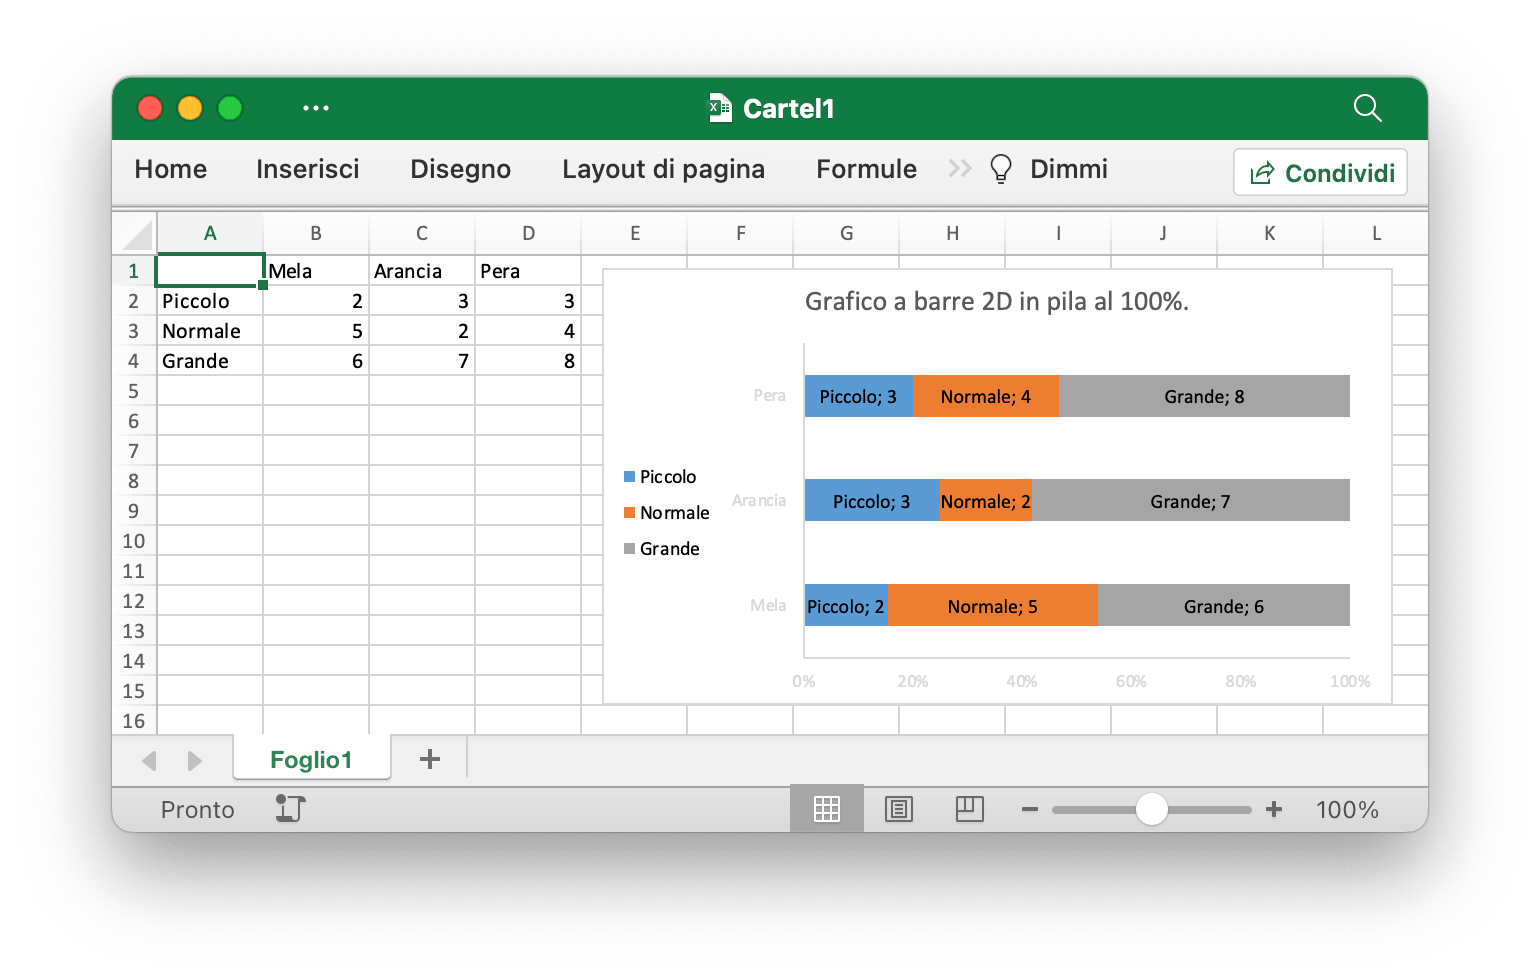 Cartel1
Home Inserisci Disegno Layout di pagina Formule Dimmi Condividi
A B C D E F G H I J K L
1 Mela Arancia Pera
2 Piccolo 2 3 3
3 Normale 5 2 4
4 Grande 6 7 8
5
6
7
8
9
10
11
12
13
14
15
16
Grafico a barre 2D in pila al 100%.
Pera Piccolo; 3 Normale; 4 Grande; 8
Piccolo
Normale
Grande
Arancia Piccolo; 3 Normale; 2 Grande; 7
Mela Piccolo; 2 Normale; 5 Grande; 6
0% 20% 40% 60% 80% 100%
Foglio1
Pronto 100%